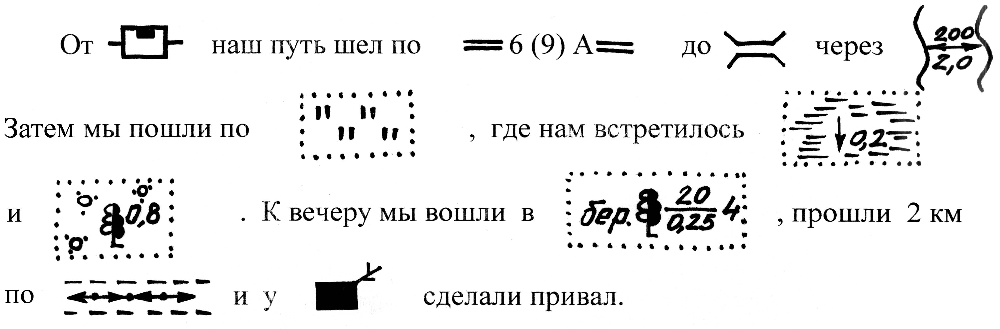 От наш путь шел по 6 (9) А до через 200 2,0
Затем мы пошли по , где нам встретилось 0,2
и 0,8 . К вечеру мы вошли в бер. 20 0,25 4 , прошли 2 км
по и у сделали привал.